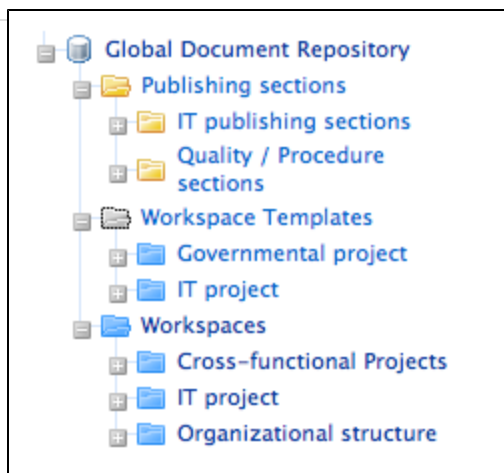 Global Document Repository
Publishing sections
IT publishing sections
Quality / Procedure
sections
Workspace Templates
Governmental project
IT project
Workspaces
Cross-functional Projects
IT project
Organizational structure